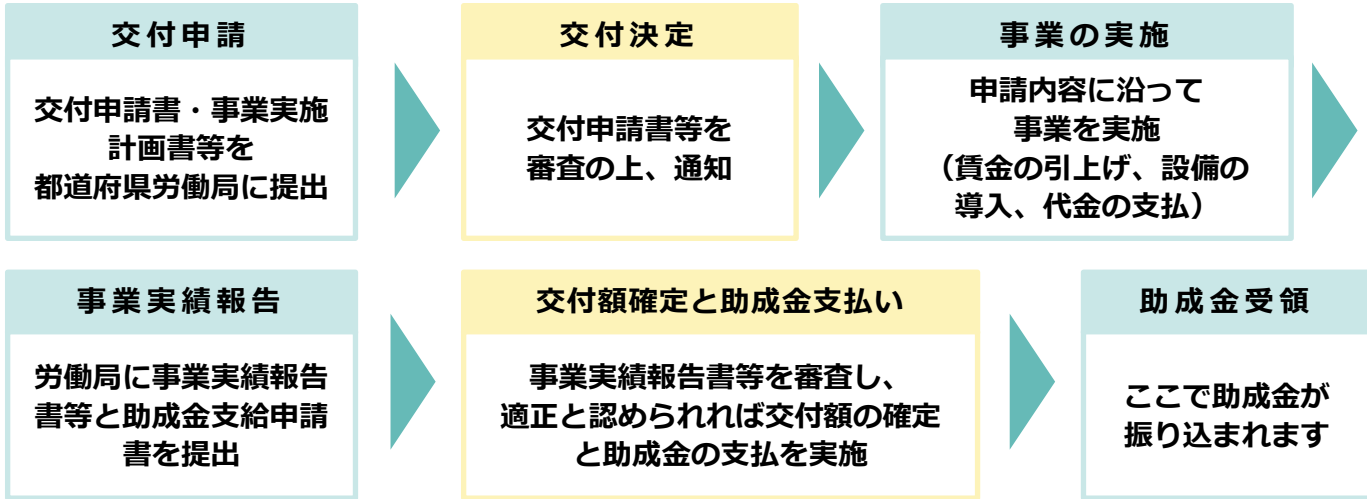 交付申請
交付申請書・事業実施
計画書等を
都道府県労働局に提出
交付決定
交付申請書等を
審査の上、通知
事業の実施
申請内容に沿って
事業を実施
（賃金の引上げ、設備の
導入、代金の支払）
事業実績報告
労働局に事業実績報告
書等と助成金支給申請
書を提出
交付額確定と助成金支払い
事業実績報告書等を審査し、
適正と認められれば交付額の確定
と助成金の支払を実施
助成金受領
ここで助成金が
振り込まれます